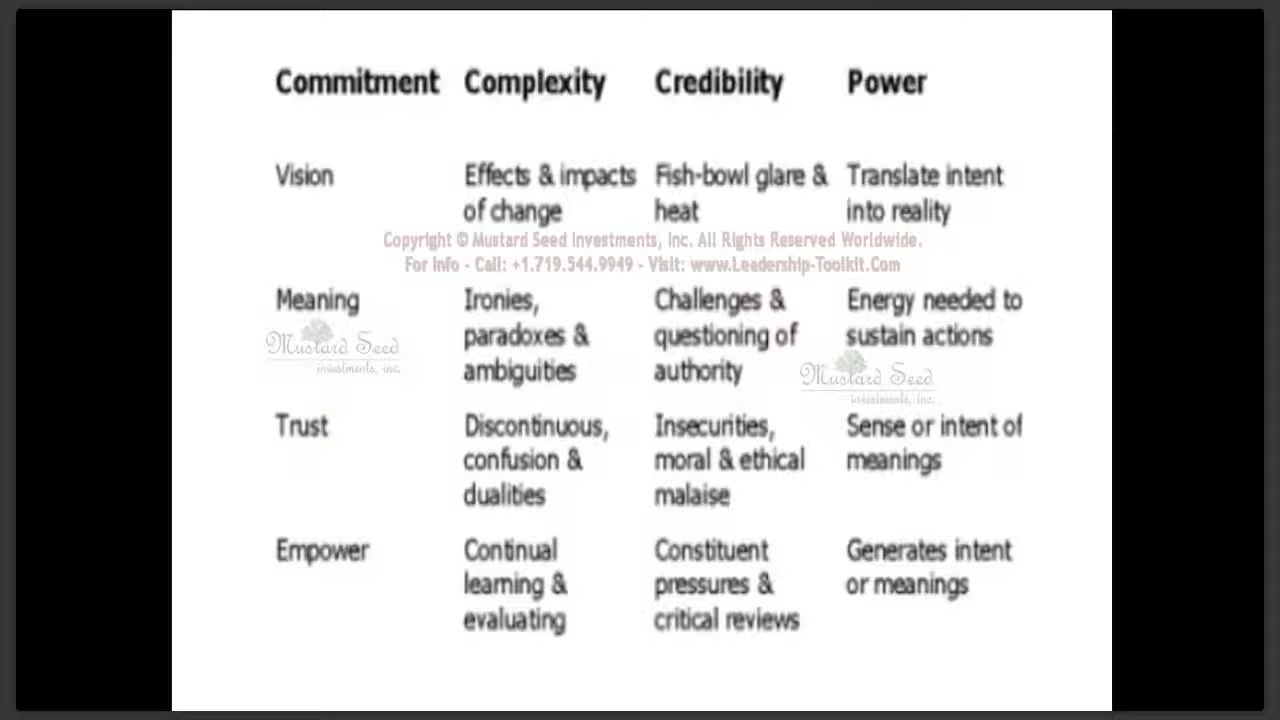 Commitment Complexity Credibility Power
Vision Effects & impacts Fish-bowl glare & Translate intent
of change heat into reality
Copyright © Mustard Seed Investments, Inc. All Rights Reserved Worldwide.
For Info - Call: +1.719.544.9949 - Visit: www.Leadership-Toolkit.Com
Meaning Ironies, Challenges & Energy needed to
paradoxes & questioning of sustain actions
Mustard Seed
investments, inc.
ambiguities authority
Mustard Seed
investments, inc.
Trust Discontinuous, Insecurities, Sense or intent of
confusion & moral & ethical meanings
dualities malaise
Empower Continual Constituent Generates intent
learning & pressures & or meanings
evaluating critical reviews